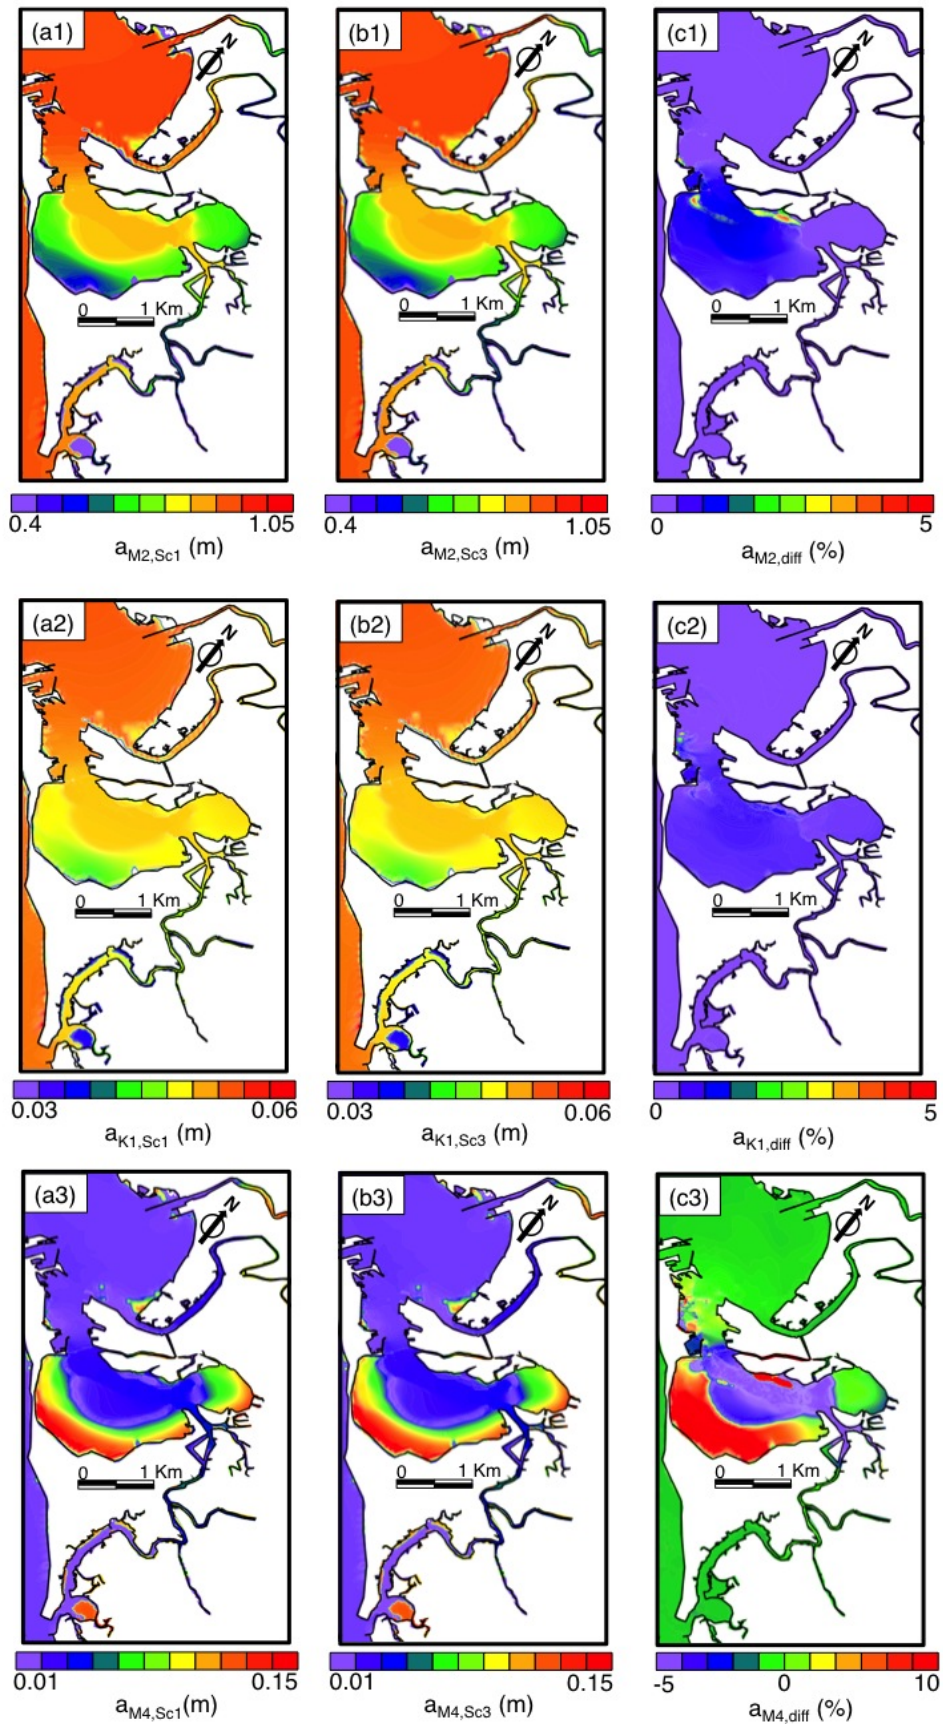 (a1) (b1) (c1)
N N N
0 1 Km 0 1 Km 0 1 Km
0.4 1.05 0.4 1.05 0 5
aM2,Sc1 (m) aM2,Sc3 (m) aM2,diff (%)
(a2) (b2) (c2)
N N N
0 1 Km 0 1 Km 0 1 Km
0.03 0.06 0.03 0.06 0 5
aK1,Sc1 (m) aK1,Sc3 (m) aK1,diff (%)
(a3) (b3) (c3)
N N N
0 1 Km 0 1 Km 0 1 Km
0.01 0.15 0.01 0.15 -5 0 10
aM4,Sc1(m) aM4,Sc3 (m) aM4,diff (%)